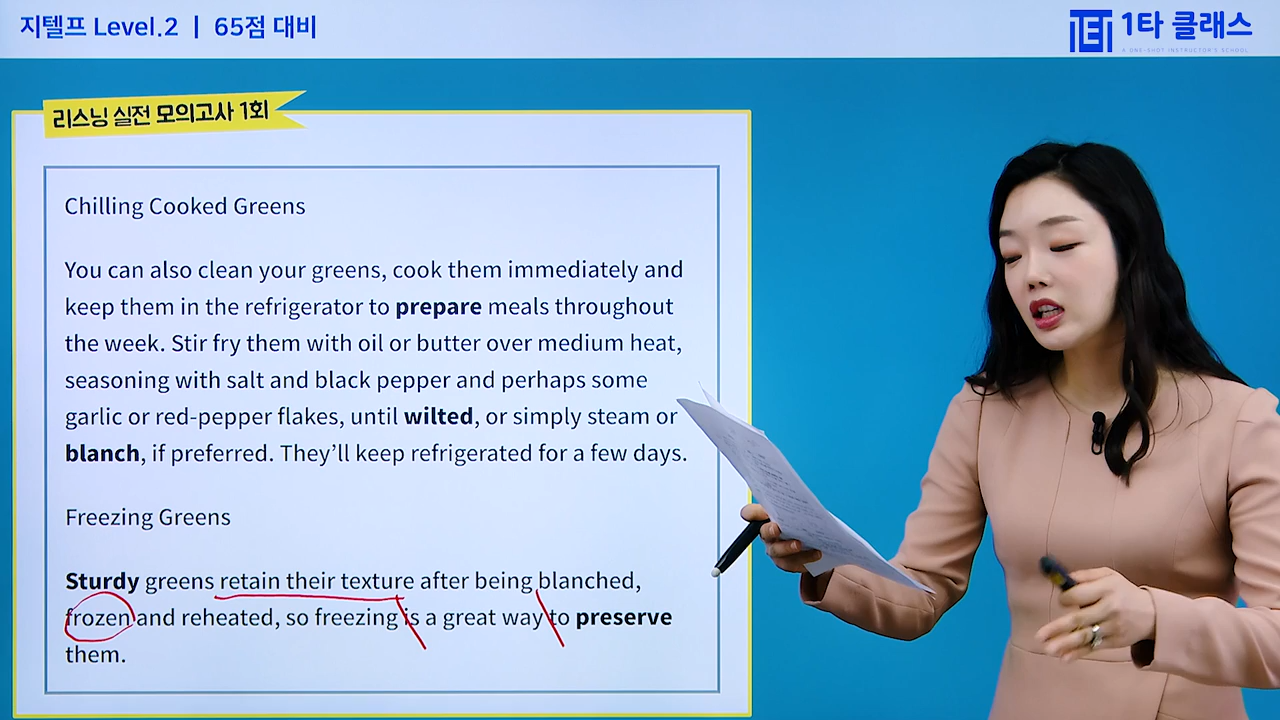 지텔프 Level.2 | 65점 대비
1타 클래스
A ONE-SHOT INSTRUCTOR'S SCHOOL
리스닝 실전 모의고사 1회
Chilling Cooked Greens
You can also clean your greens, cook them immediately and
keep them in the refrigerator to prepare meals throughout
the week. Stir fry them with oil or butter over medium heat,
seasoning with salt and black pepper and perhaps some
garlic or red-pepper flakes, until wilted, or simply steam or
blanch, if preferred. They’ll keep refrigerated for a few days.
Freezing Greens
Sturdy greens retain their texture after being blanched,
frozen and reheated, so freezing is a great way to preserve
them.